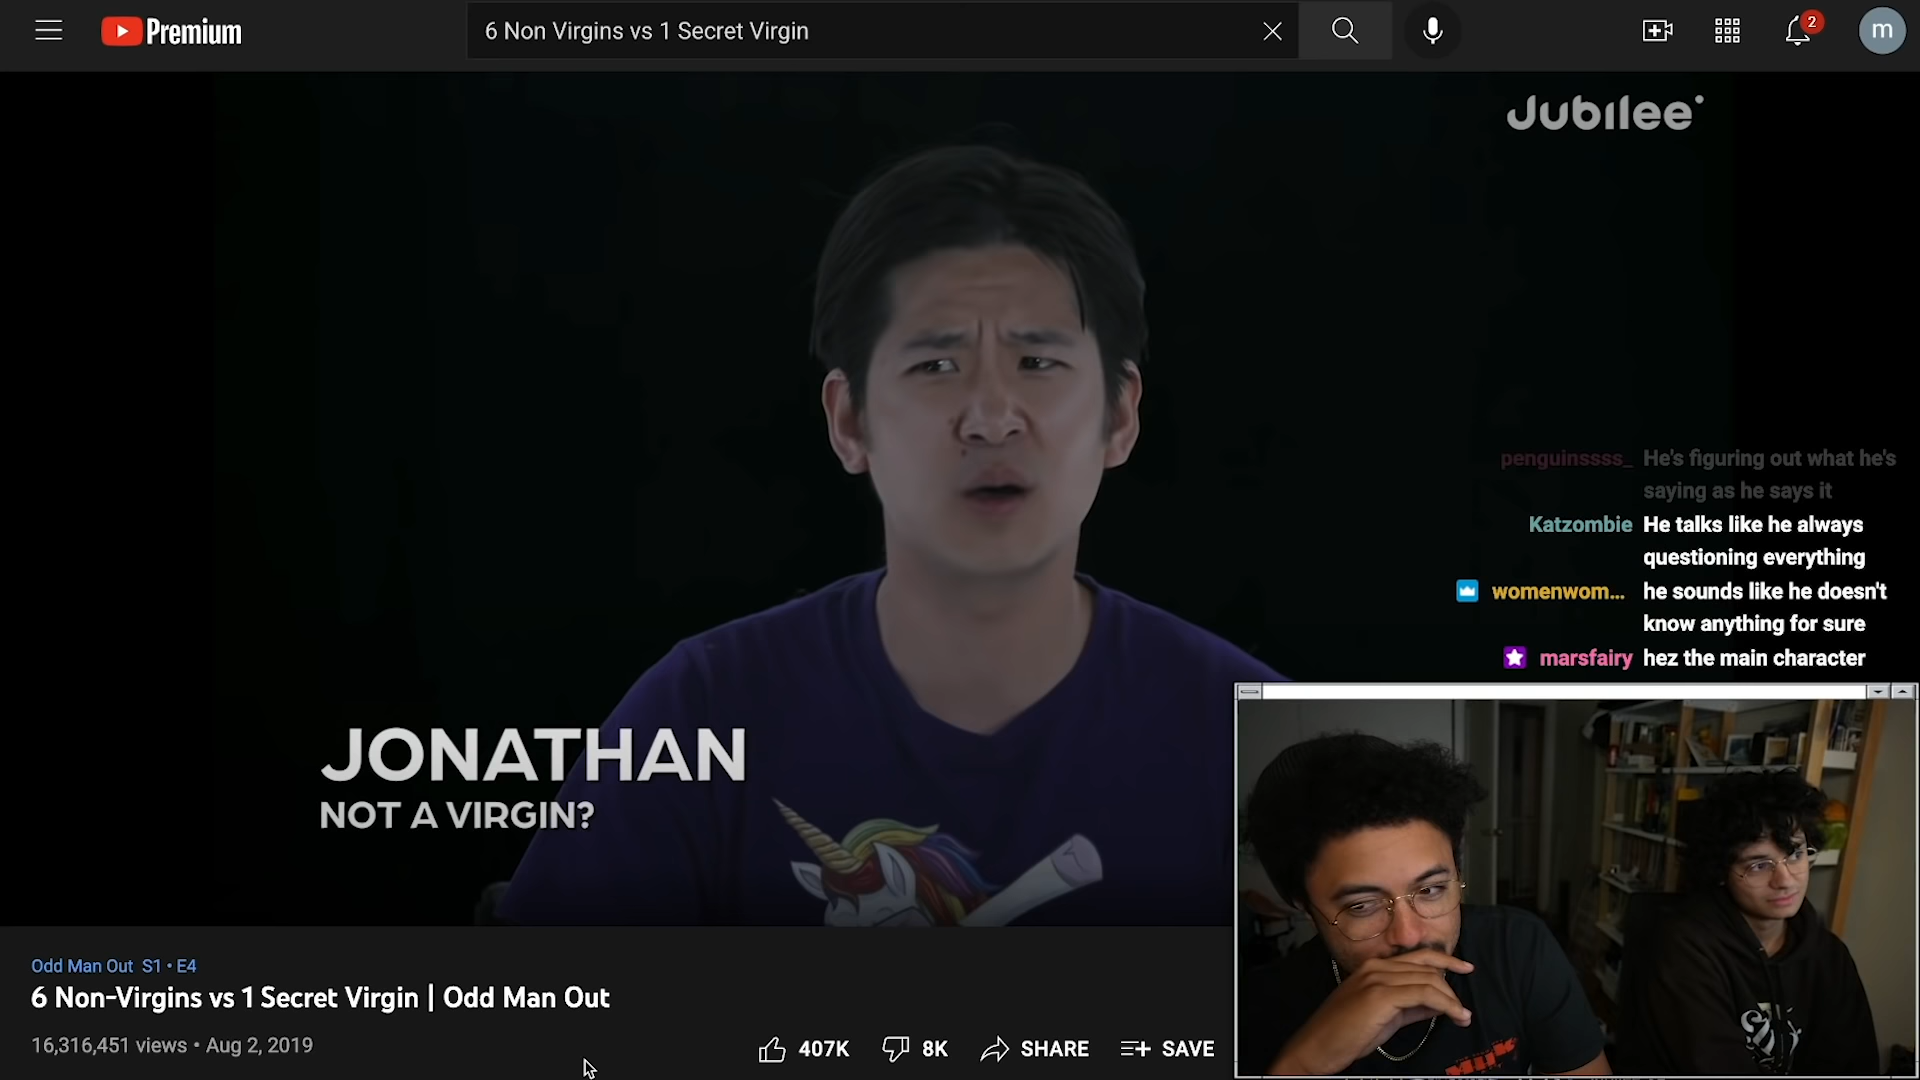 Premium
6 Non Virgins vs 1 Secret Virgin
2
m
Jubilee
penguinssss_ He's figuring out what he's
saying as he says it
Katzombie He talks like he always
questioning everything
womenwom... he sounds like he doesn't
know anything for sure
marsfairy hez the main character
JONATHAN
NOT A VIRGIN?
Odd Man Out S1 • E4
6 Non-Virgins vs 1 Secret Virgin | Odd Man Out
16,316,451 views • Aug 2, 2019
407K
8K
SHARE
SAVE